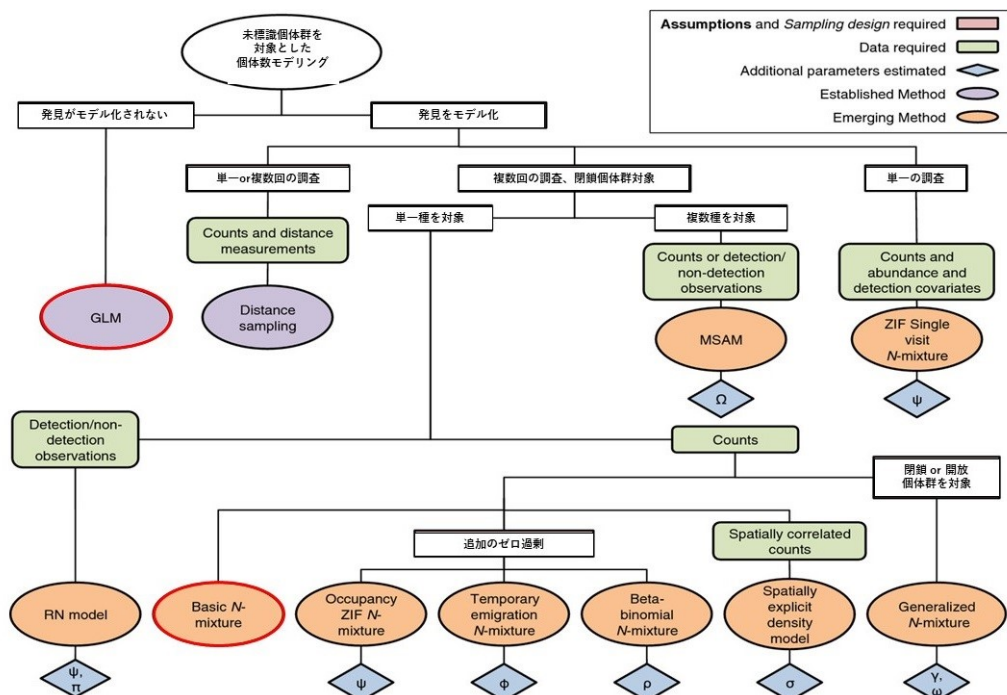 未標識個体群を
対象とした
個体数モデリング
Assumptions and Sampling design required
Data required
Additional parameters estimated
Established Method
Emerging Method
発見がモデル化されない
発見をモデル化
単一or複数回の調査
複数回の調査、閉鎖個体群対象
単一の調査
単一種を対象
複数種を対象
Counts and distance
measurements
Counts or detection/
non-detection
observations
Counts and
abundance and
detection covariates
GLM
Distance
sampling
MSAM
ZIF Single
visit
N-mixture
Ω
ψ
Detection/non-
detection
observations
Counts
閉鎖 or 開放
個体群を対象
追加のゼロ過剰
Spatially correlated
counts
RN model
Basic N-
mixture
Occupancy
ZIF N-
mixture
Temporary
emigration
N-mixture
Beta-
binomial
N-mixture
Spatially
explicit
density
model
Generalized
N-mixture
ψ,
π
ψ
ϕ
ρ
σ
γ,
ω